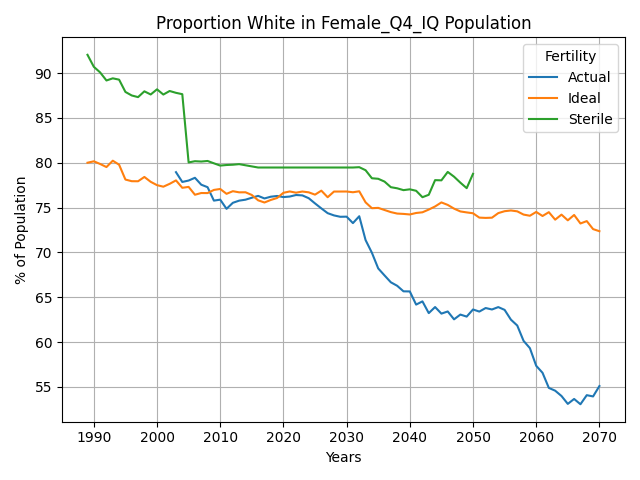 Proportion White in Female_Q4_IQ Population
Fertility
Actual
Ideal
Sterile
% of Population
90
85
80
75
70
65
60
55
1990 2000 2010 2020 2030 2040 2050 2060 2070
Years